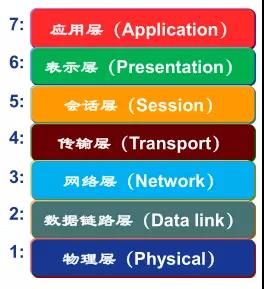 7: 应用层（Application）
6: 表示层（Presentation）
5: 会话层（Session）
4: 传输层（Transport）
3: 网络层（Network）
2: 数据链路层（Data link）
1: 物理层（Physical）